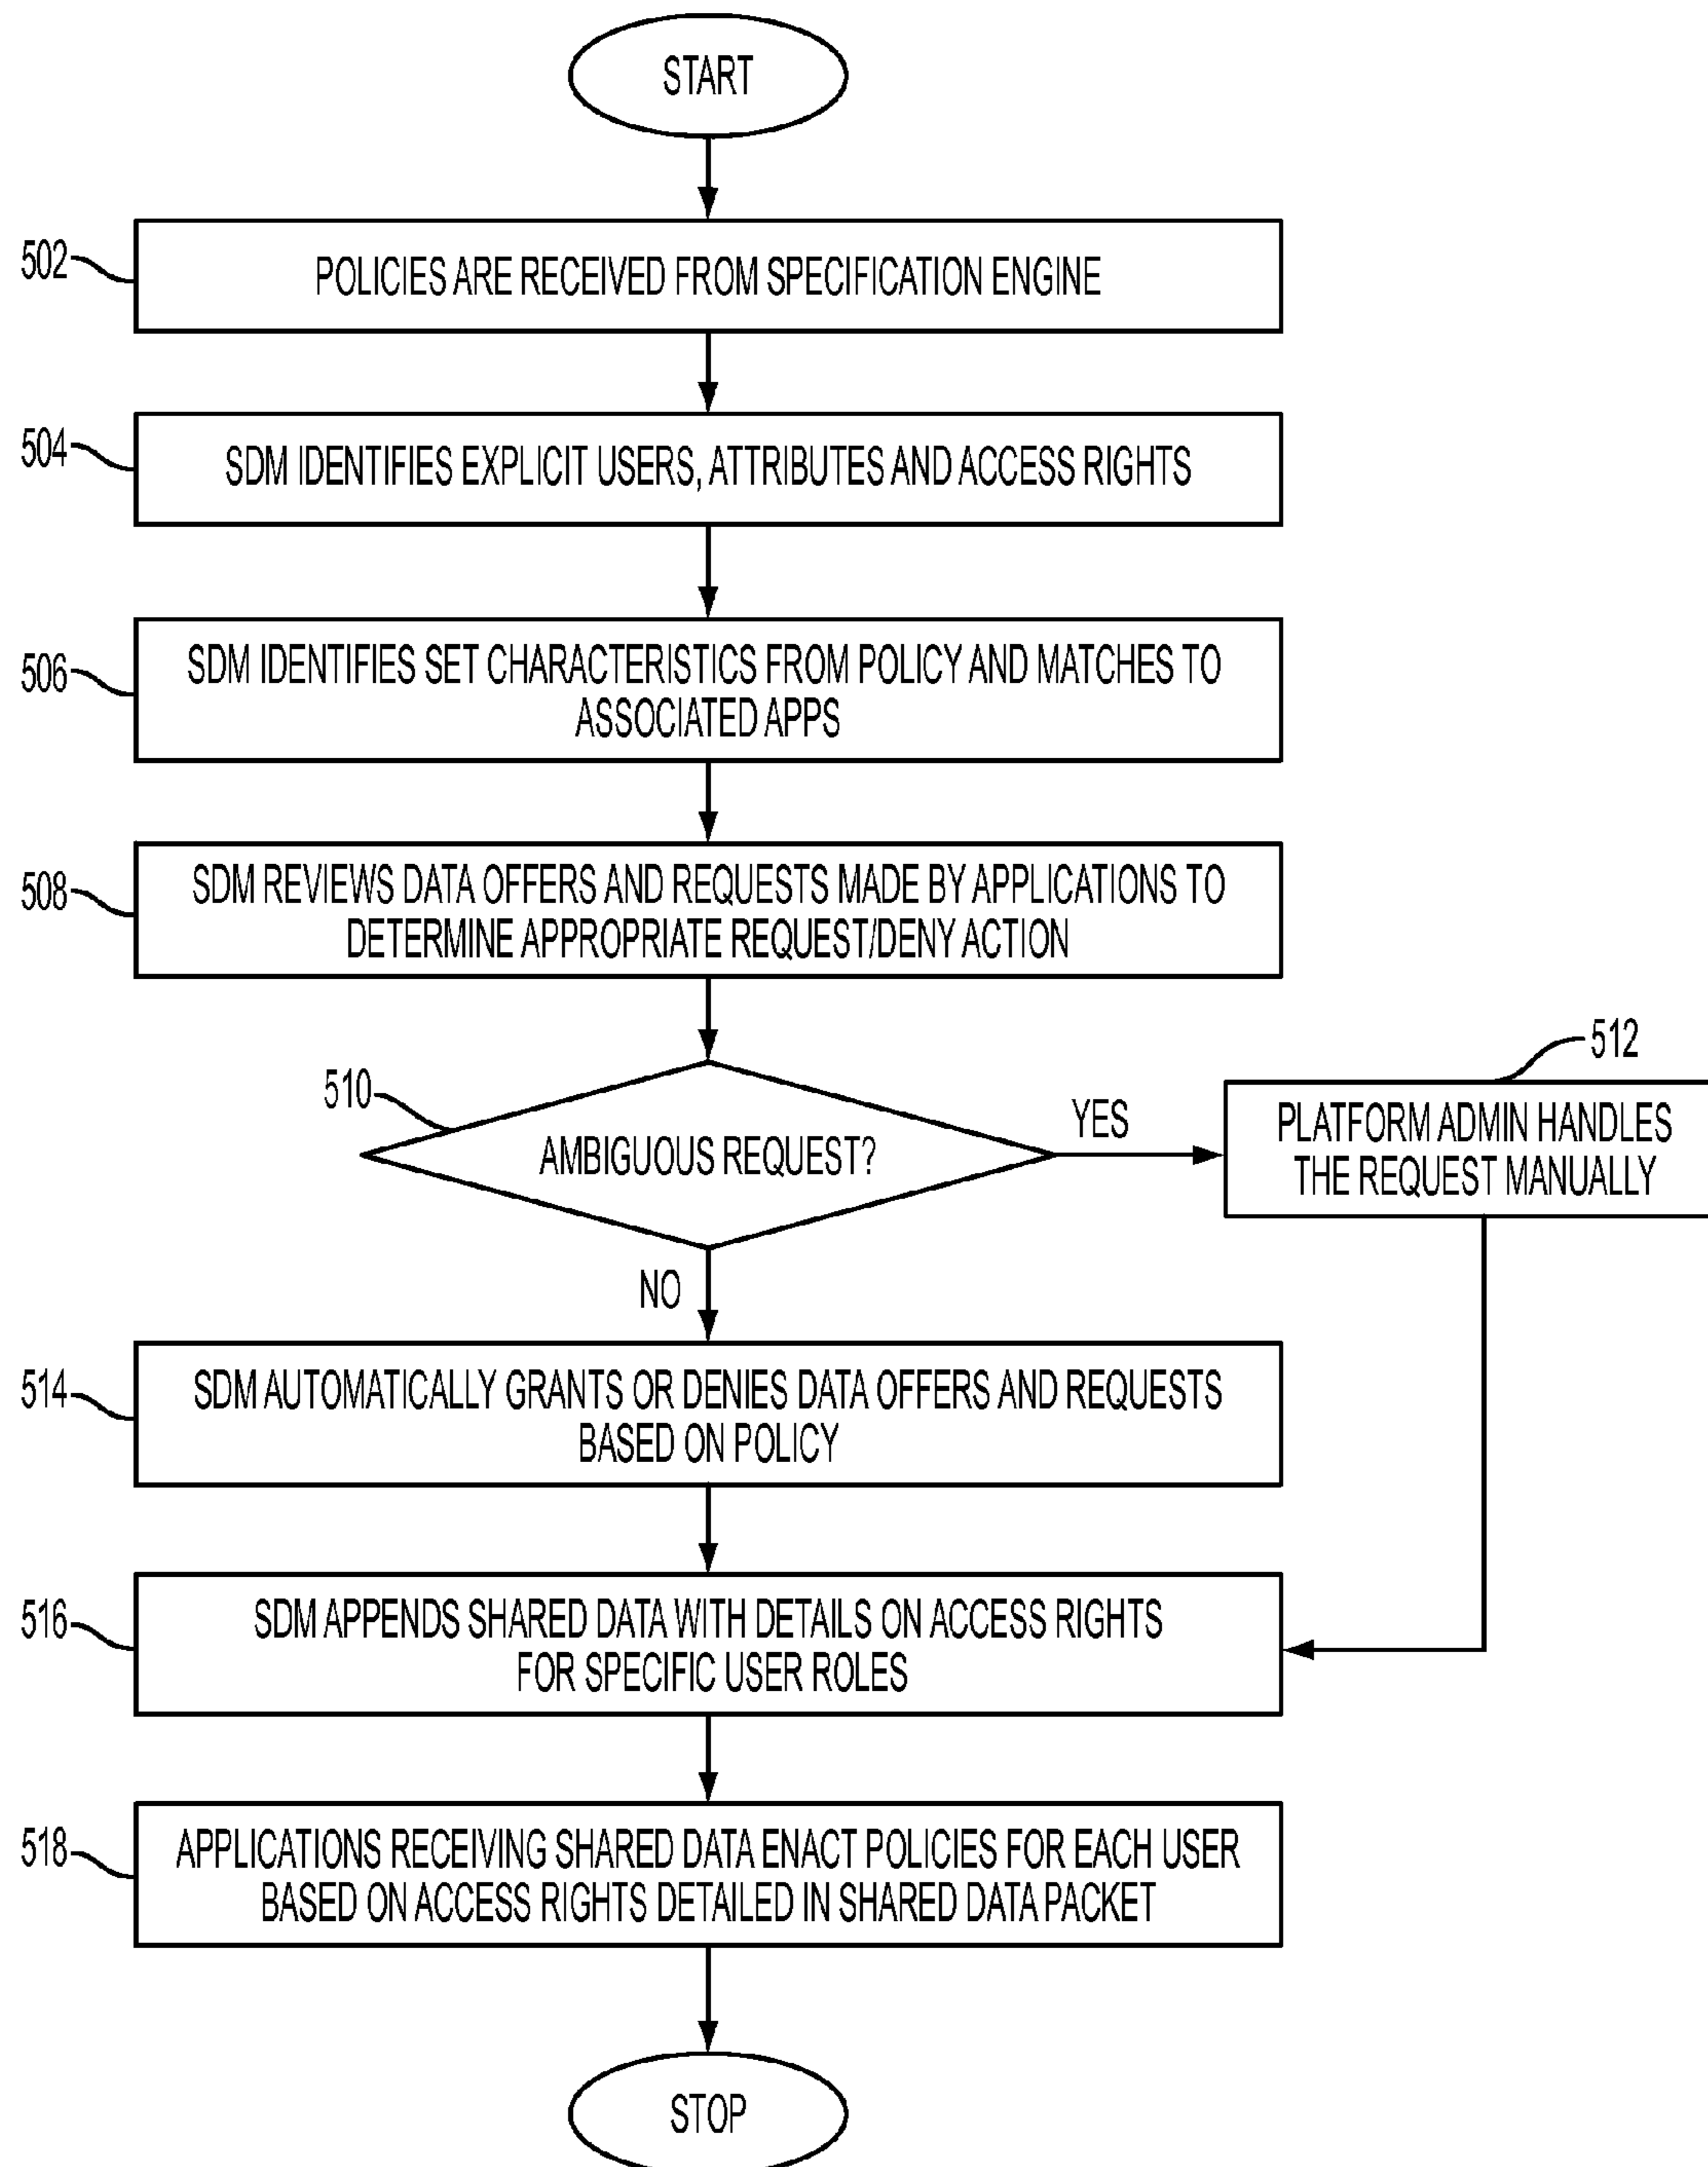 START
502
POLICIES ARE RECEIVED FROM SPECIFICATION ENGINE
504
SDM IDENTIFIES EXPLICIT USERS, ATTRIBUTES AND ACCESS RIGHTS
506
SDM IDENTIFIES SET CHARACTERISTICS FROM POLICY AND MATCHES TO
ASSOCIATED APPS
508
SDM REVIEWS DATA OFFERS AND REQUESTS MADE BY APPLICATIONS TO
DETERMINE APPROPRIATE REQUEST/DENY ACTION
510
AMBIGUOUS REQUEST?
YES
512
PLATFORM ADMIN HANDLES
THE REQUEST MANUALLY
NO
514
SDM AUTOMATICALLY GRANTS OR DENIES DATA OFFERS AND REQUESTS
BASED ON POLICY
516
SDM APPENDS SHARED DATA WITH DETAILS ON ACCESS RIGHTS
FOR SPECIFIC USER ROLES
518
APPLICATIONS RECEIVING SHARED DATA ENACT POLICIES FOR EACH USER
BASED ON ACCESS RIGHTS DETAILED IN SHARED DATA PACKET
STOP